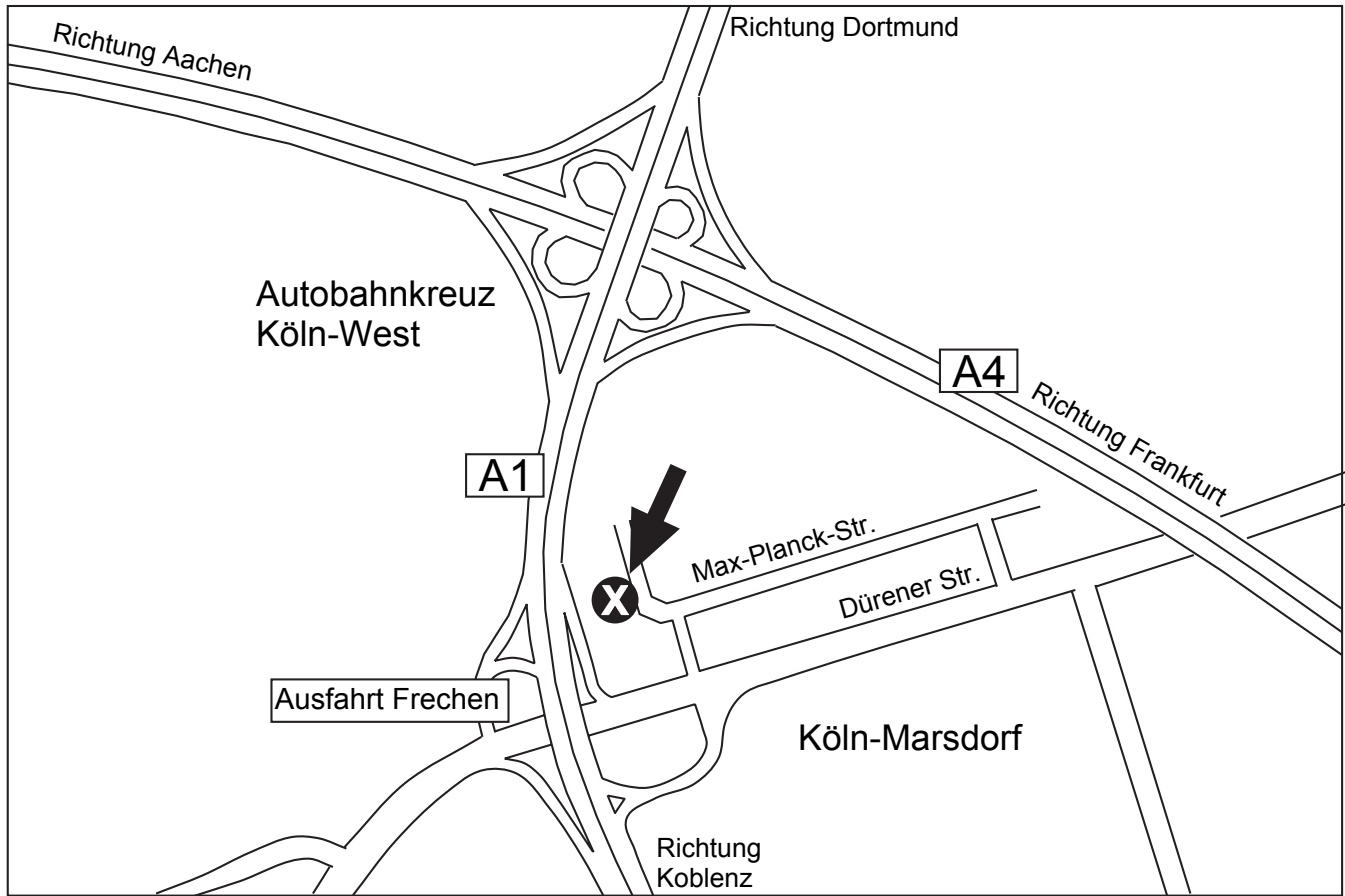 Richtung Dortmund
Richtung Aachen
Autobahnkreuz
Köln-West
A4
Richtung Frankfurt
A1
Max-Planck-Str.
Dürener Str.
X
Ausfahrt Frechen
Köln-Marsdorf
Richtung
Koblenz